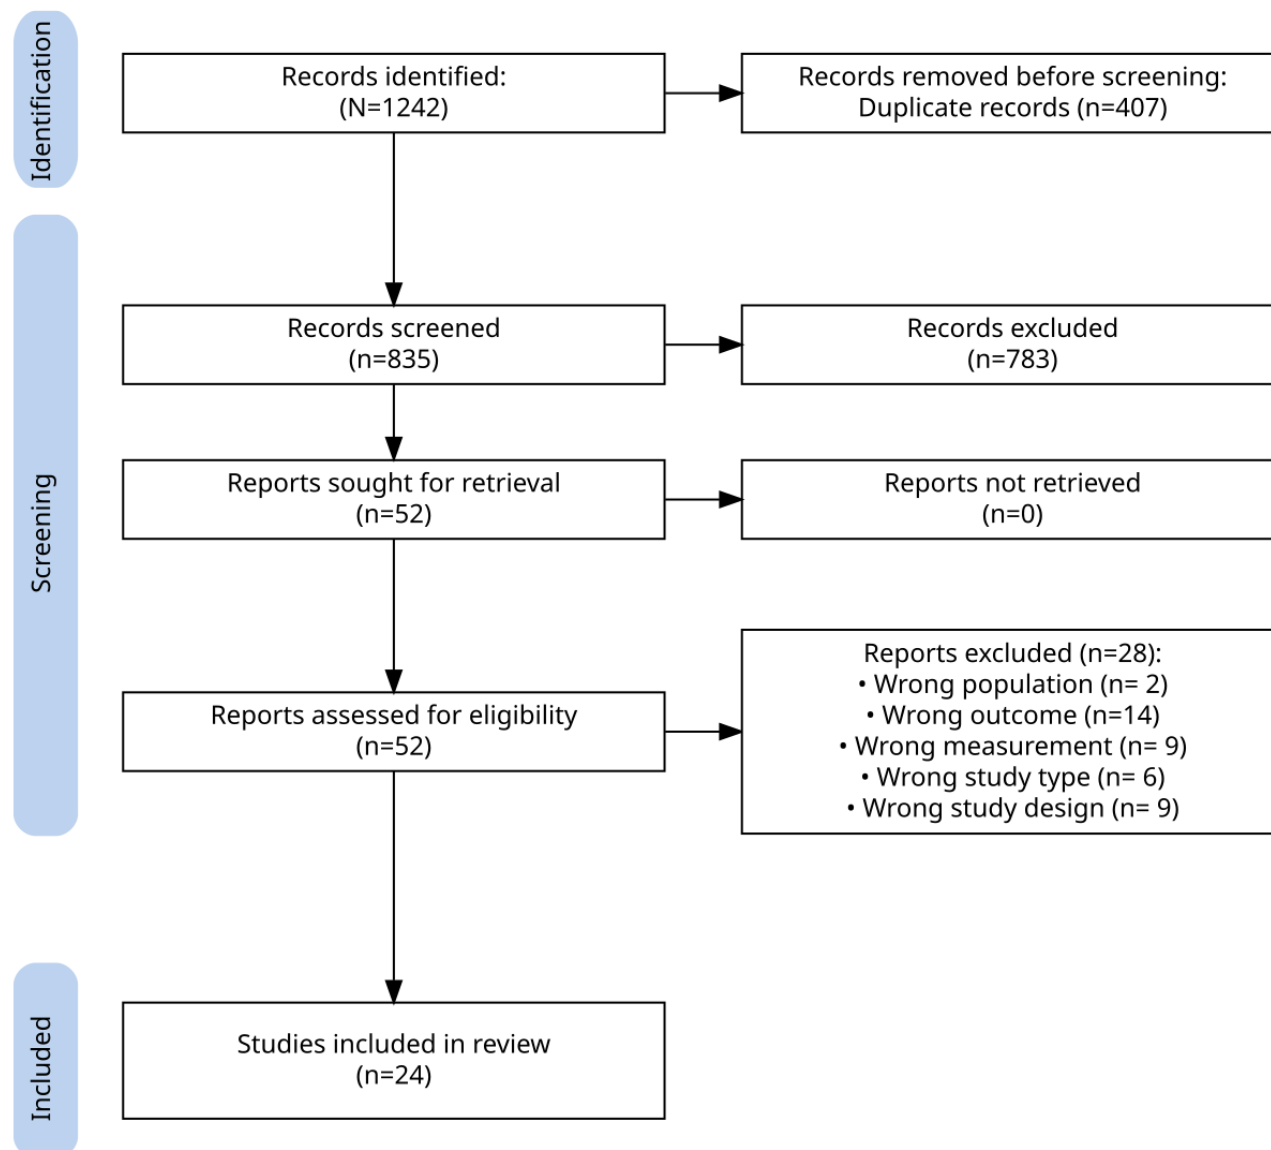 Identification
Records identified:
(N=1242)
Records removed before screening:
Duplicate records (n=407)
Screening
Records screened
(n=835)
Records excluded
(n=783)
Reports sought for retrieval
(n=52)
Reports not retrieved
(n=0)
Reports assessed for eligibility
(n=52)
Reports excluded (n=28):
• Wrong population (n= 2)
• Wrong outcome (n=14)
• Wrong measurement (n= 9)
• Wrong study type (n= 6)
• Wrong study design (n= 9)
Included
Studies included in review
(n=24)